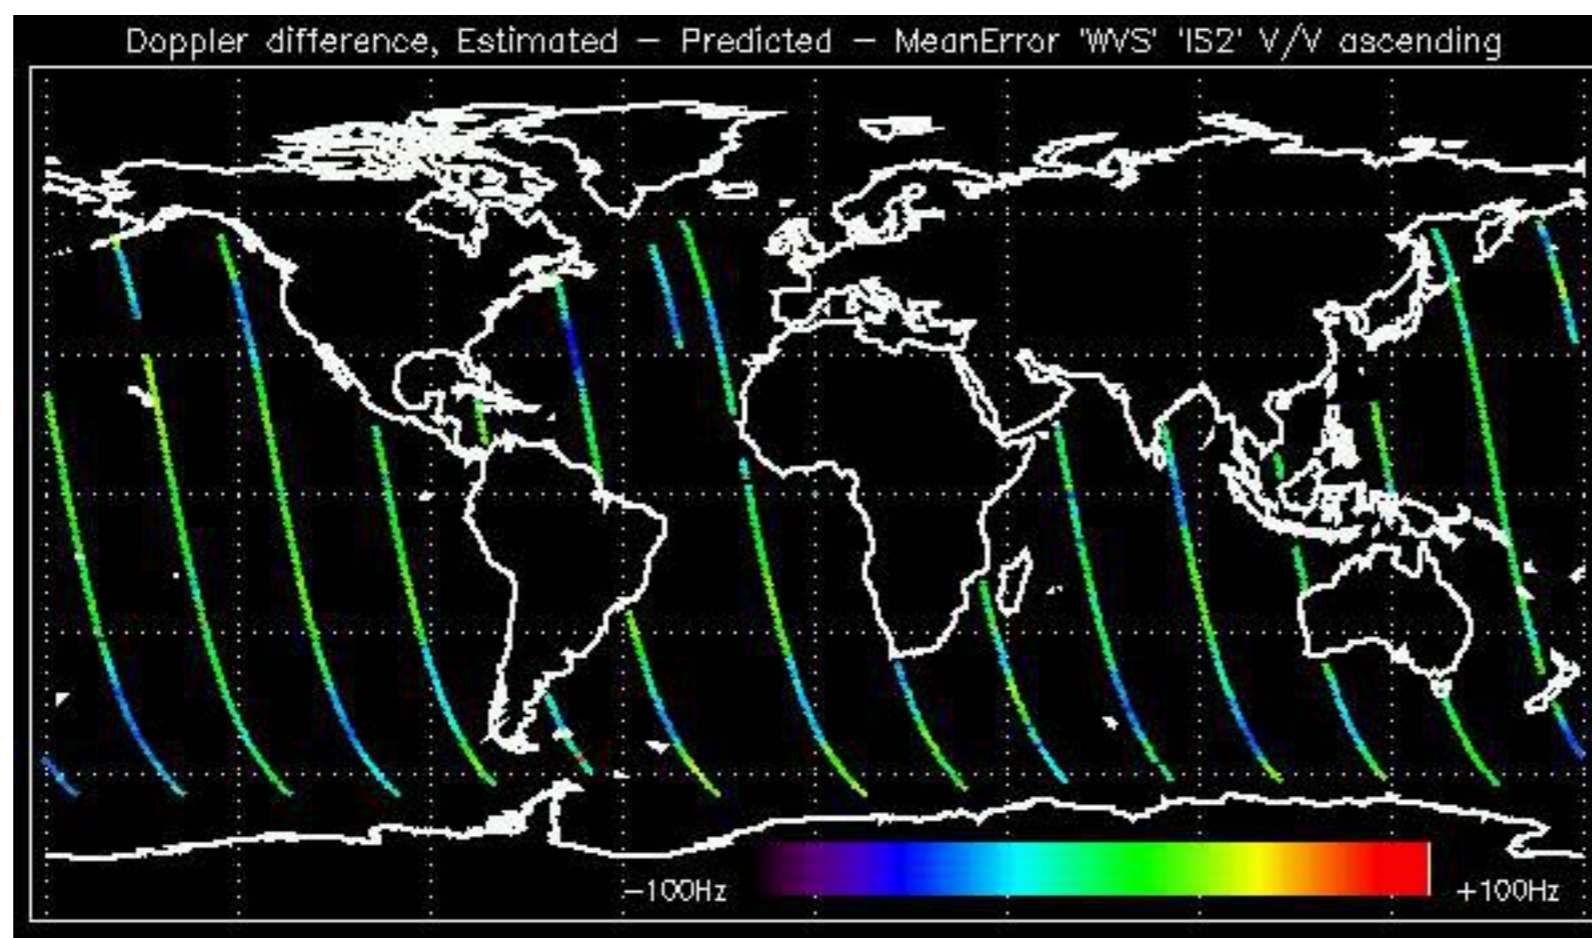 Doppler difference, Estimated – Predicted – MeanError 'WVS' 'IS2' V/V ascending
–100Hz
+100Hz